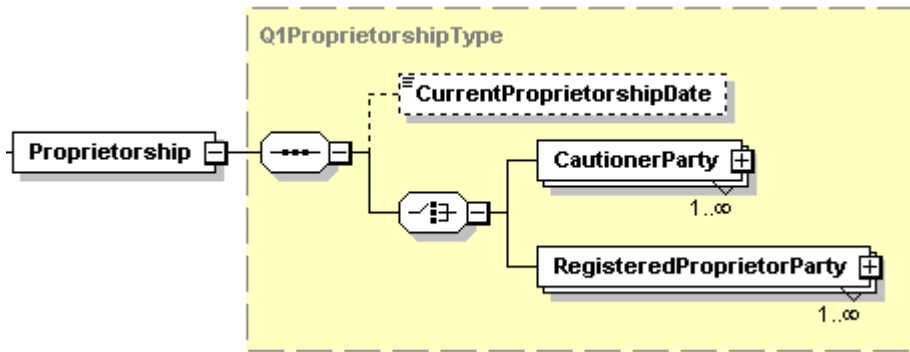 Q1ProprietorshipType
CurrentProprietorshipDate
Proprietorship
CautionerParty
1..∞
RegisteredProprietorParty
1..∞